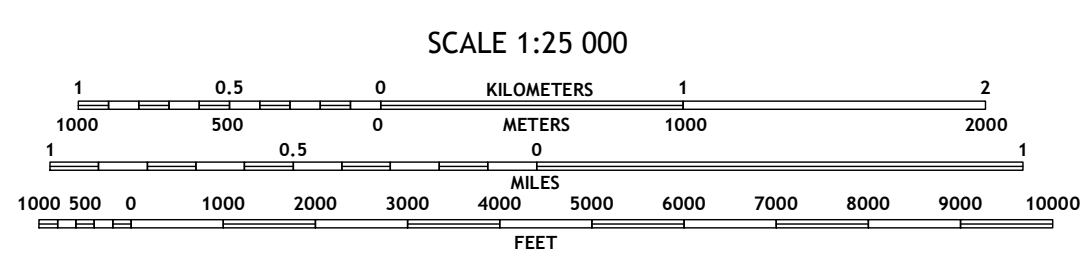 SCALE 1:25 000
1 0.5 0 KILOMETERS 1 2
1000 500 0 METERS 1000 2000
1 0.5 0 1
MILES
1000 500 0 1000 2000 3000 4000 5000 6000 7000 8000 9000 10000
FEET